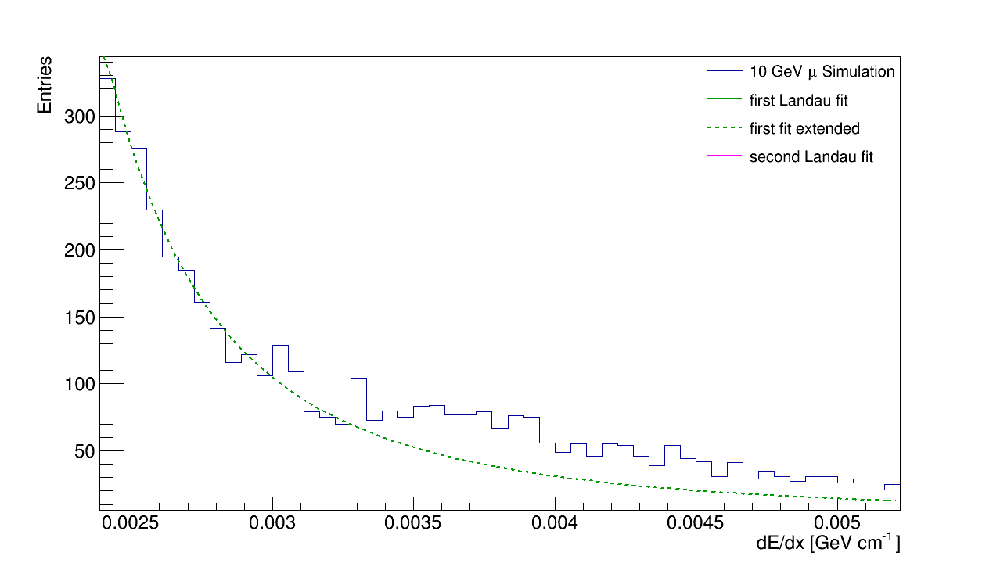 Entries
300
250
200
150
100
50
0.0025 0.003 0.0035 0.004 0.0045 0.005
dE/dx [GeV cm-1]
10 GeV μ Simulation
first Landau fit
first fit extended
second Landau fit